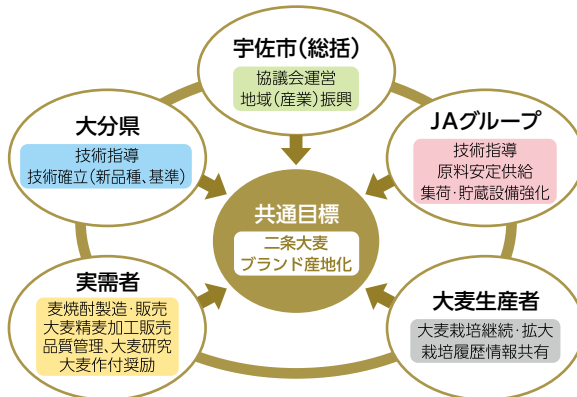 宇佐市（総括）
協議会運営
地域（産業）振興
大分県
技術指導
技術確立（新品種、基準）
JAグループ
技術指導
原料安定供給
集荷・貯蔵設備強化
共通目標
二条大麦
ブランド産地化
実需者
麦焼酎製造・販売
大麦精麦加工販売
品質管理、大麦研究
大麦作付奨励
大麦生産者
大麦栽培継続・拡大
栽培履歴情報共有